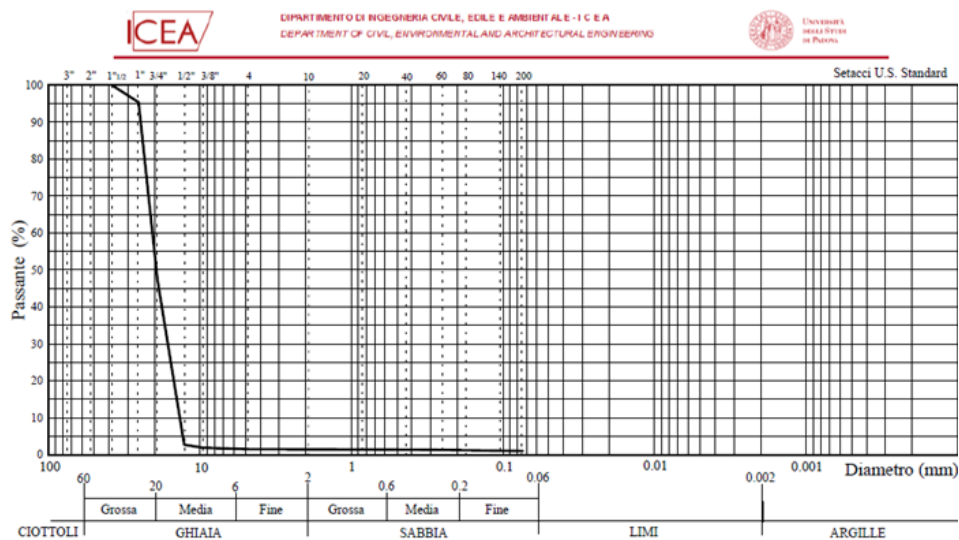 ICEA
DIPARTIMENTO DI INGEGNERIA CIVILE, EDILE E AMBIENTALE - I C E A
DEPARTMENT OF CIVIL, ENVIRONMENTAL AND ARCHITECTURAL ENGINEERING
UNIVERSITÀ
DEGLI STUDI
DI PADOVA
Setacci U.S. Standard
3" 2" 1"1/2 1" 3/4" 1/2" 3/8" 4 10 20 40 60 80 140 200
Passante (%)
100
90
80
70
60
50
40
30
20
10
0
100 10 1 0.1 0.01 0.001 Diametro (mm)
60 20 6 2 0.6 0.2 0.06 0.002
Grossa Media Fine Grossa Media Fine
CIOTTOLI GHIAIA SABBIA LIMI ARGILLE